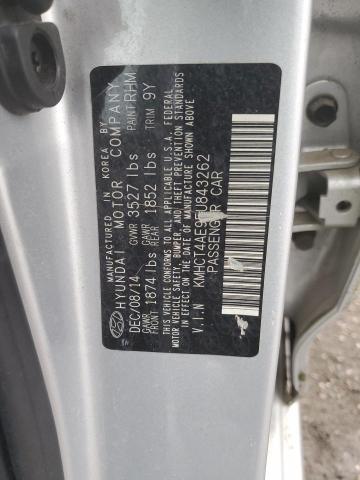 MANUFACTURED IN KOREA BY
HYUNDAI MOTOR COMPANY
DEC/08/14 GVWR 3527 lbs PAINT RHM
GAWR FRONT 1874 lbs GAWR REAR 1852 lbs TRIM 9Y
THIS VEHICLE CONFORMS TO ALL APPLICABLE U.S.A. FEDERAL
MOTOR VEHICLE SAFETY, BUMPER, AND THEFT PREVENTION STANDARDS
IN EFFECT ON THE DATE OF MANUFACTURE SHOWN ABOVE.
V.I.N KMHCT4AE9FU843262
PASSENGER CAR